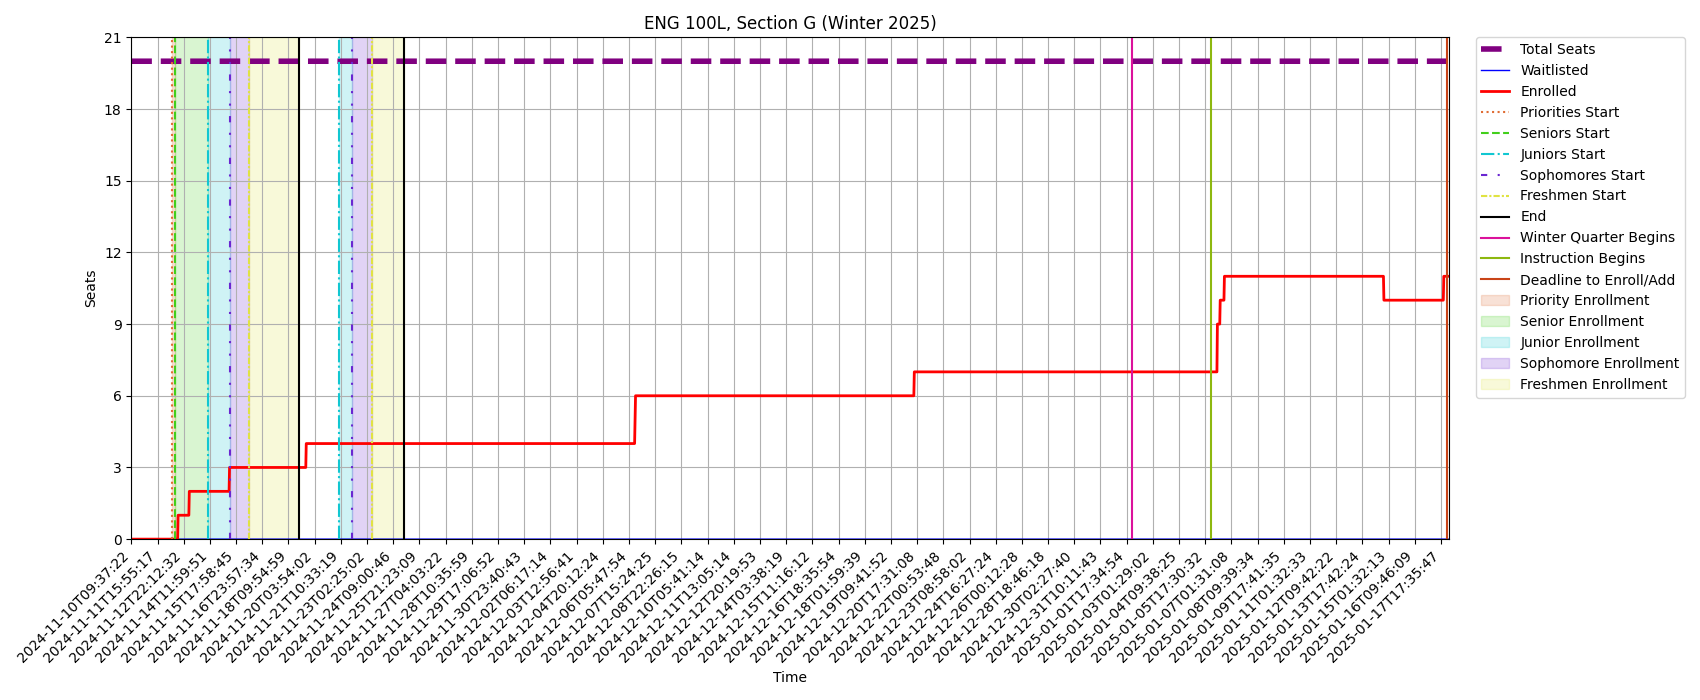 ENG 100L, Section G (Winter 2025)
21
18
15
12
9
6
3
0
Seats
2024-11-10T09:37:22
2024-11-11T15:55:17
2024-11-12T22:12:32
2024-11-14T11:59:51
2024-11-15T17:58:45
2024-11-16T23:57:34
2024-11-18T09:54:59
2024-11-20T03:54:02
2024-11-21T10:33:19
2024-11-23T02:25:02
2024-11-24T09:00:46
2024-11-25T21:23:09
2024-11-27T04:03:22
2024-11-28T10:35:59
2024-11-29T17:06:52
2024-11-30T23:40:43
2024-12-02T06:17:14
2024-12-03T12:56:41
2024-12-04T20:12:24
2024-12-06T05:47:54
2024-12-07T15:24:25
2024-12-08T22:26:15
2024-12-10T05:41:14
2024-12-11T13:05:14
2024-12-12T20:19:53
2024-12-14T03:38:19
2024-12-15T11:16:12
2024-12-16T18:35:54
2024-12-18T01:59:39
2024-12-19T09:41:52
2024-12-20T17:31:08
2024-12-22T00:53:48
2024-12-23T08:58:02
2024-12-24T16:27:24
2024-12-26T00:12:28
2024-12-28T18:46:18
2024-12-30T02:27:40
2024-12-31T10:11:43
2025-01-01T17:34:54
2025-01-03T01:29:02
2025-01-04T09:38:25
2025-01-05T17:30:32
2025-01-07T01:31:08
2025-01-08T09:39:34
2025-01-09T17:41:35
2025-01-11T01:32:33
2025-01-12T09:42:22
2025-01-13T17:42:24
2025-01-15T01:32:13
2025-01-16T09:46:09
2025-01-17T17:35:47
Time
Total Seats
Waitlisted
Enrolled
Priorities Start
Seniors Start
Juniors Start
Sophomores Start
Freshmen Start
End
Winter Quarter Begins
Instruction Begins
Deadline to Enroll/Add
Priority Enrollment
Senior Enrollment
Junior Enrollment
Sophomore Enrollment
Freshmen Enrollment